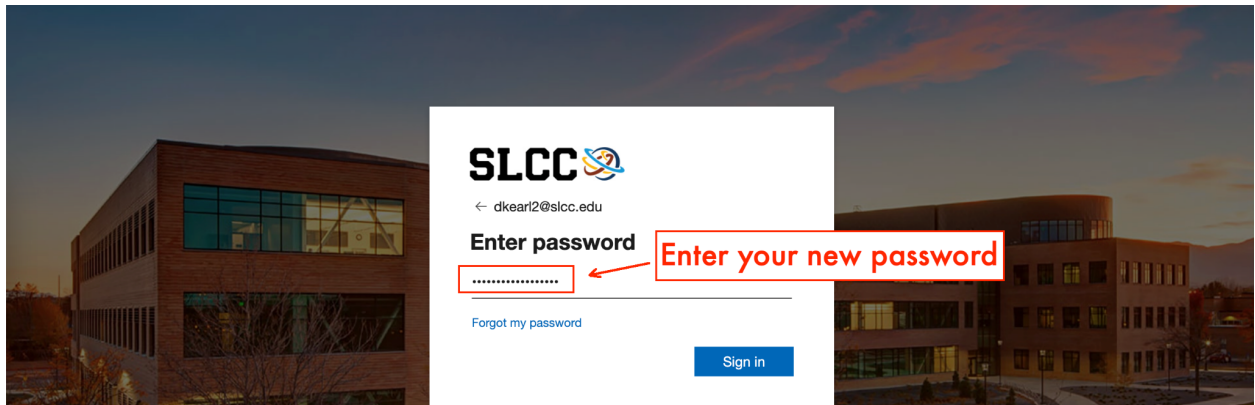 SLCC
← dkearl2@slcc.edu
Enter password
Enter your new password
••••••••••••••••••
Forgot my password
Sign in